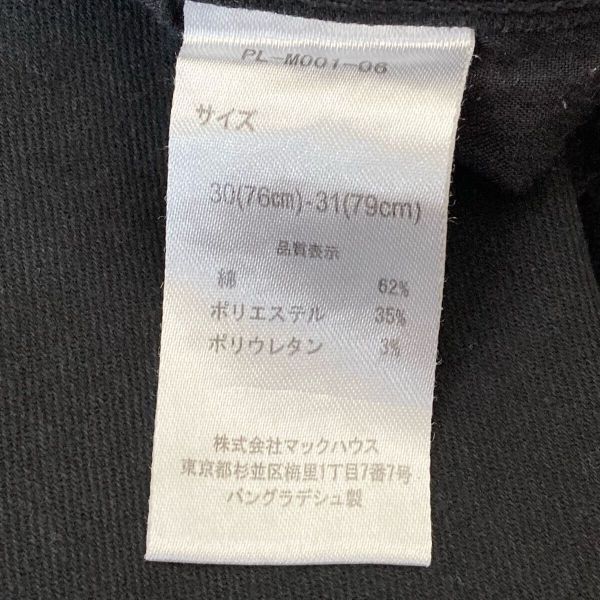 PL-M001-06
サイズ
30(76cm)-31(79cm)
品質表示
綿 62%
ポリエステル 35%
ポリウレタン 3%
株式会社マックハウス
東京都杉並区梅里1丁目7番7号
バングラデシュ製